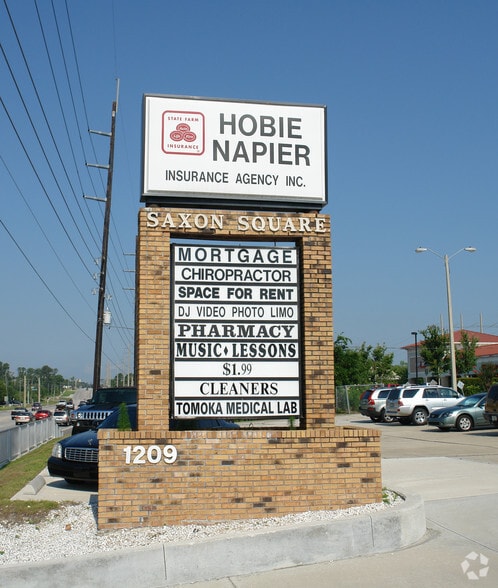 STATE FARM
INSURANCE
HOBIE
NAPIER
INSURANCE AGENCY INC.
SAXON SQUARE
MORTGAGE
CHIROPRACTOR
SPACE FOR RENT
DJ VIDEO PHOTO LIMO
PHARMACY
MUSIC♦LESSONS
$1.99
CLEANERS
TOMOKA MEDICAL LAB
1209